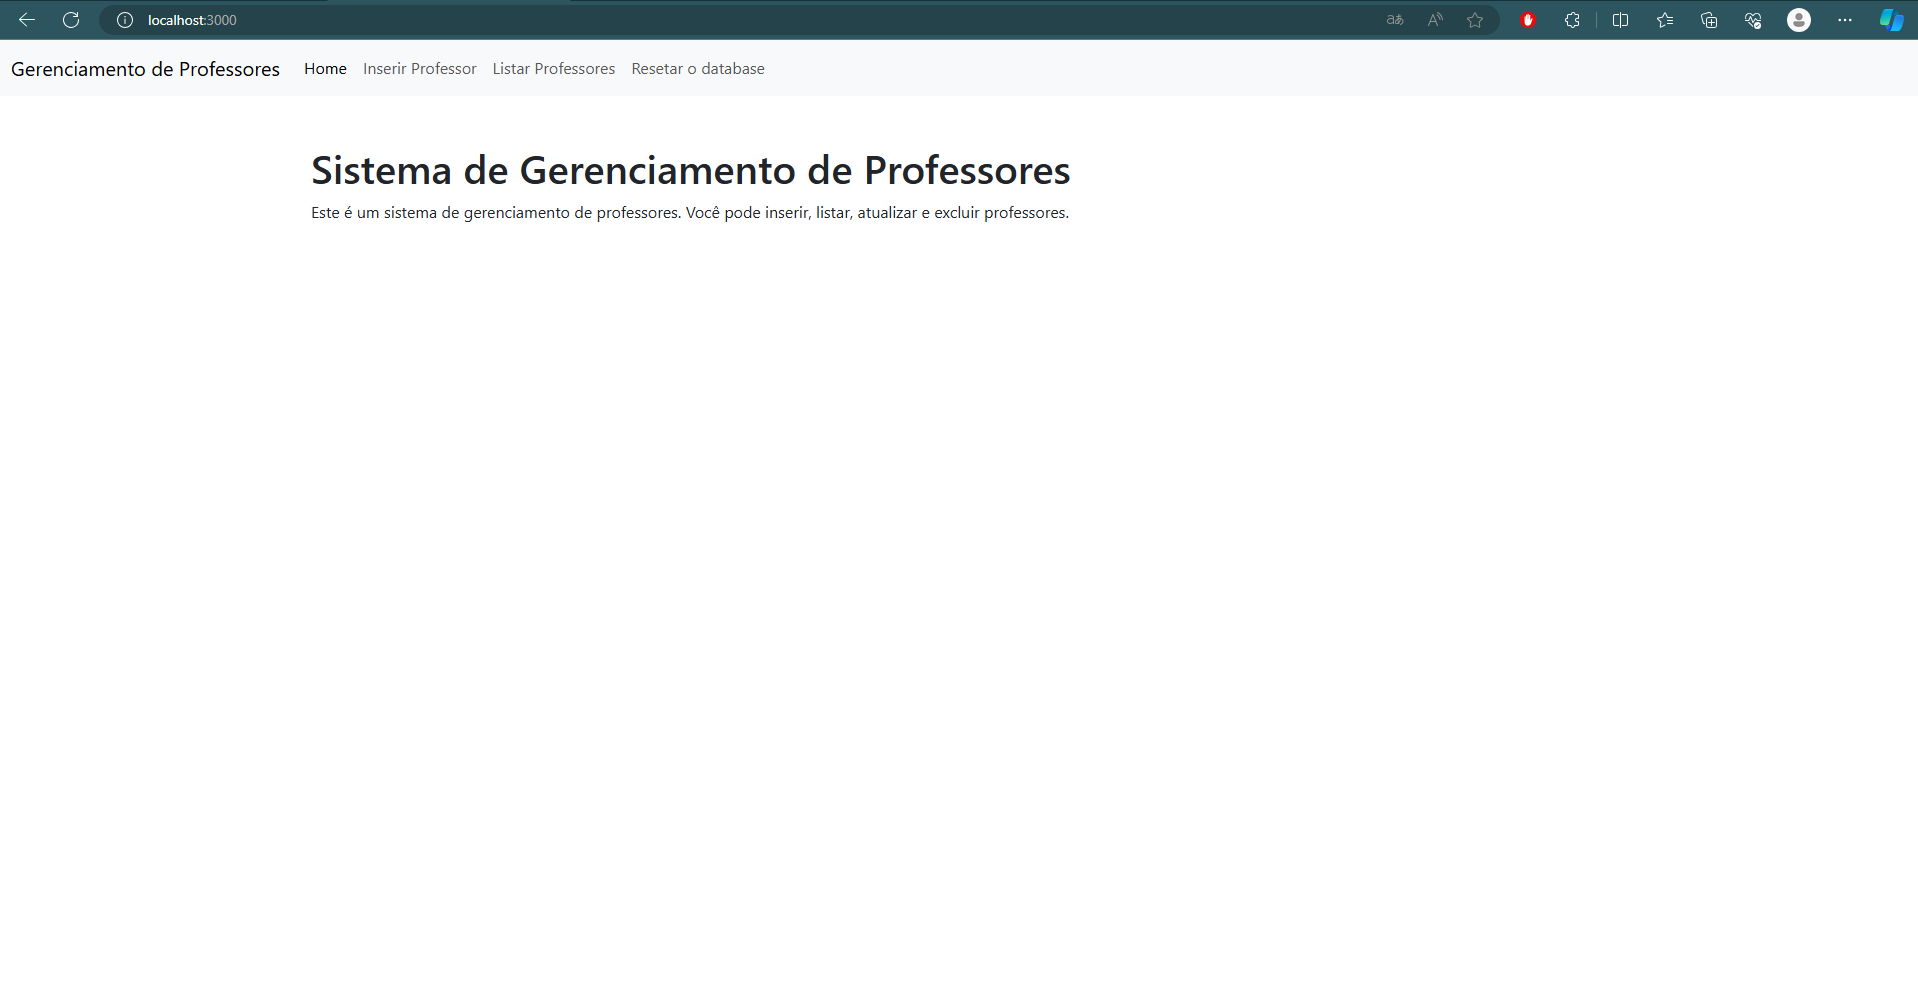 localhost:3000
Gerenciamento de Professores Home Inserir Professor Listar Professores Resetar o database
Sistema de Gerenciamento de Professores
Este é um sistema de gerenciamento de professores. Você pode inserir, listar, atualizar e excluir professores.